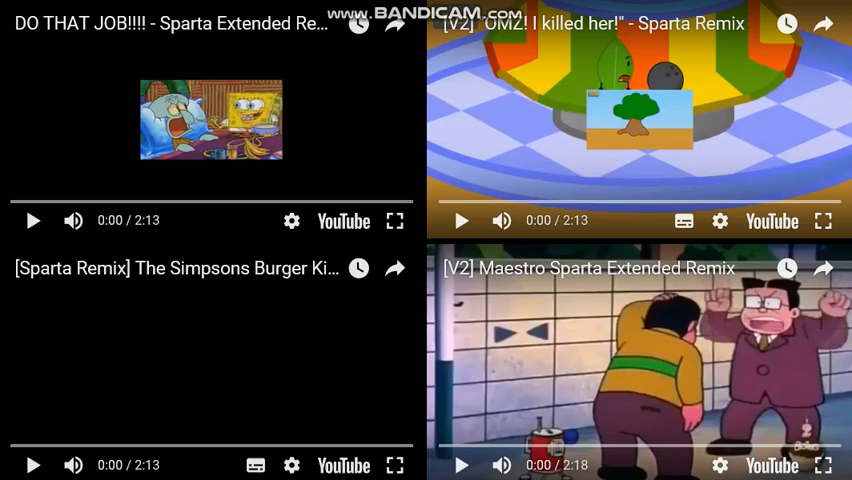 www.BANDICAM.com
DO THAT JOB!!!! - Sparta Extended Re...
[V2] "OMZ! I killed her!" - Sparta Remix
0:00 / 2:13
YouTube
0:00 / 2:13
YouTube
[Sparta Remix] The Simpsons Burger Ki...
[V2] Maestro Sparta Extended Remix
0:00 / 2:13
YouTube
0:00 / 2:18
YouTube